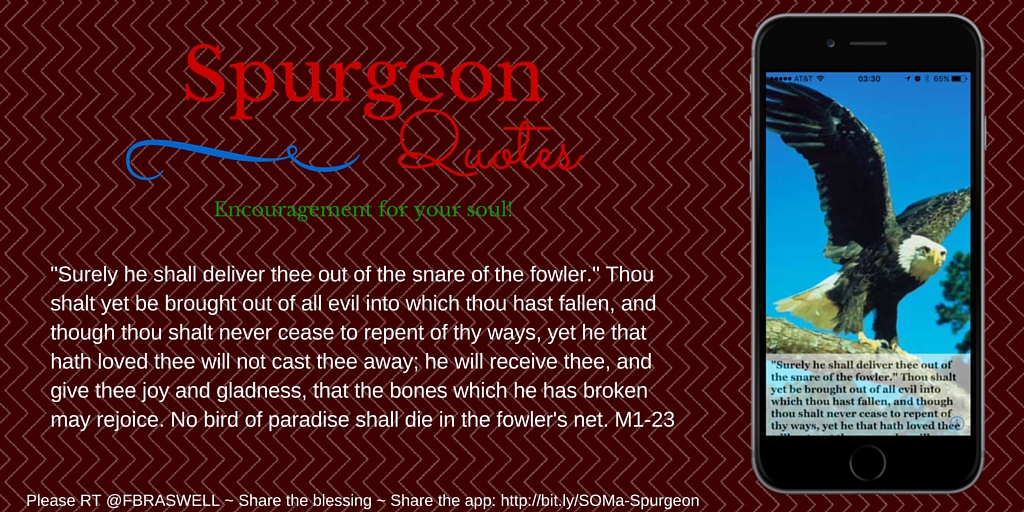 Spurgeon
Quotes
Encouragement for your soul!
"Surely he shall deliver thee out of the snare of the fowler." Thou
shalt yet be brought out of all evil into which thou hast fallen, and
though thou shalt never cease to repent of thy ways, yet he that
hath loved thee will not cast thee away; he will receive thee, and
give thee joy and gladness, that the bones which he has broken
may rejoice. No bird of paradise shall die in the fowler's net. M1-23
Please RT @FBRASWELL ~ Share the blessing ~ Share the app: http://bit.ly/SOMa-Spurgeon
AT&T 03:30 65%
"Surely he shall deliver thee out of
the snare of the fowler." Thou shalt
yet be brought out of all evil into
which thou hast fallen, and though
thou shalt never cease to repent of
thy ways, yet he that hath loved thee